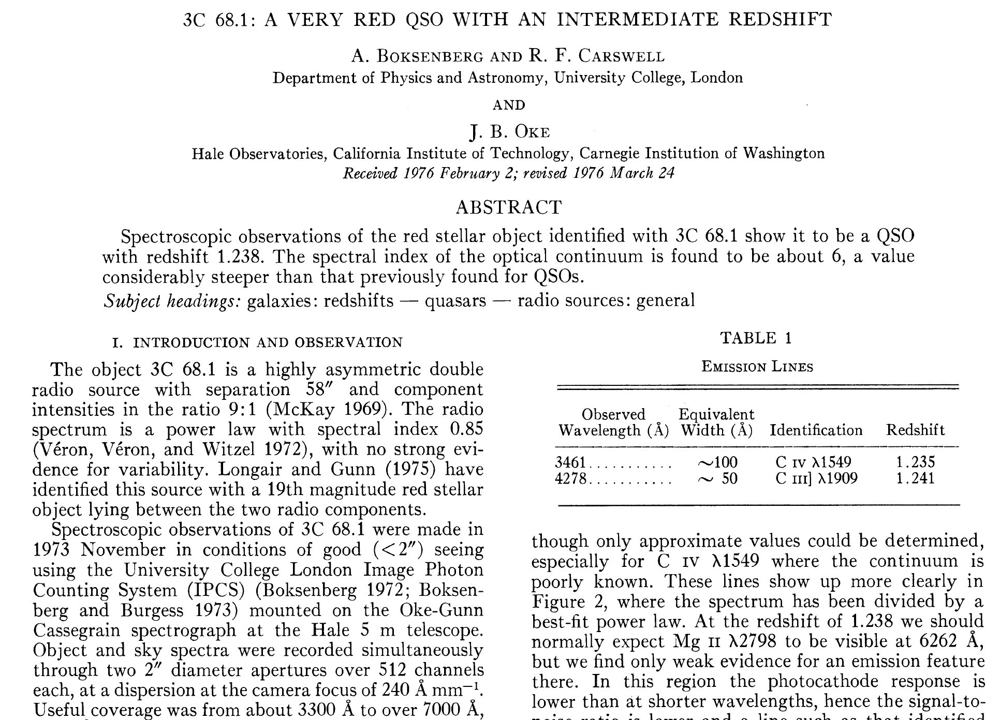 3C 68.1: A VERY RED QSO WITH AN INTERMEDIATE REDSHIFT
A. BOKSENBERG AND R. F. CARSWELL
Department of Physics and Astronomy, University College, London
AND
J. B. OKE
Hale Observatories, California Institute of Technology, Carnegie Institution of Washington
Received 1976 February 2; revised 1976 March 24
ABSTRACT
Spectroscopic observations of the red stellar object identified with 3C 68.1 show it to be a QSO
with redshift 1.238. The spectral index of the optical continuum is found to be about 6, a value
considerably steeper than that previously found for QSOs.
Subject headings: galaxies: redshifts — quasars — radio sources: general
I. INTRODUCTION AND OBSERVATION
The object 3C 68.1 is a highly asymmetric double
radio source with separation 58″ and component
intensities in the ratio 9:1 (McKay 1969). The radio
spectrum is a power law with spectral index 0.85
(Véron, Véron, and Witzel 1972), with no strong evi-
dence for variability. Longair and Gunn (1975) have
identified this source with a 19th magnitude red stellar
object lying between the two radio components.
Spectroscopic observations of 3C 68.1 were made in
1973 November in conditions of good (<2″) seeing
using the University College London Image Photon
Counting System (IPCS) (Boksenberg 1972; Boksen-
berg and Burgess 1973) mounted on the Oke-Gunn
Cassegrain spectrograph at the Hale 5 m telescope.
Object and sky spectra were recorded simultaneously
through two 2″ diameter apertures over 512 channels
each, at a dispersion at the camera focus of 240 Å mm⁻¹.
Useful coverage was from about 3300 Å to over 7000 Å,
TABLE 1
EMISSION LINES
Observed Wavelength (Å) Equivalent Width (Å) Identification Redshift
3461........... ~100 C IV λ1549 1.235
4278........... ~ 50 C III] λ1909 1.241
though only approximate values could be determined,
especially for C IV λ1549 where the continuum is
poorly known. These lines show up more clearly in
Figure 2, where the spectrum has been divided by a
best-fit power law. At the redshift of 1.238 we should
normally expect Mg II λ2798 to be visible at 6262 Å,
but we find only weak evidence for an emission feature
there. In this region the photocathode response is
lower than at shorter wavelengths, hence the signal-to-